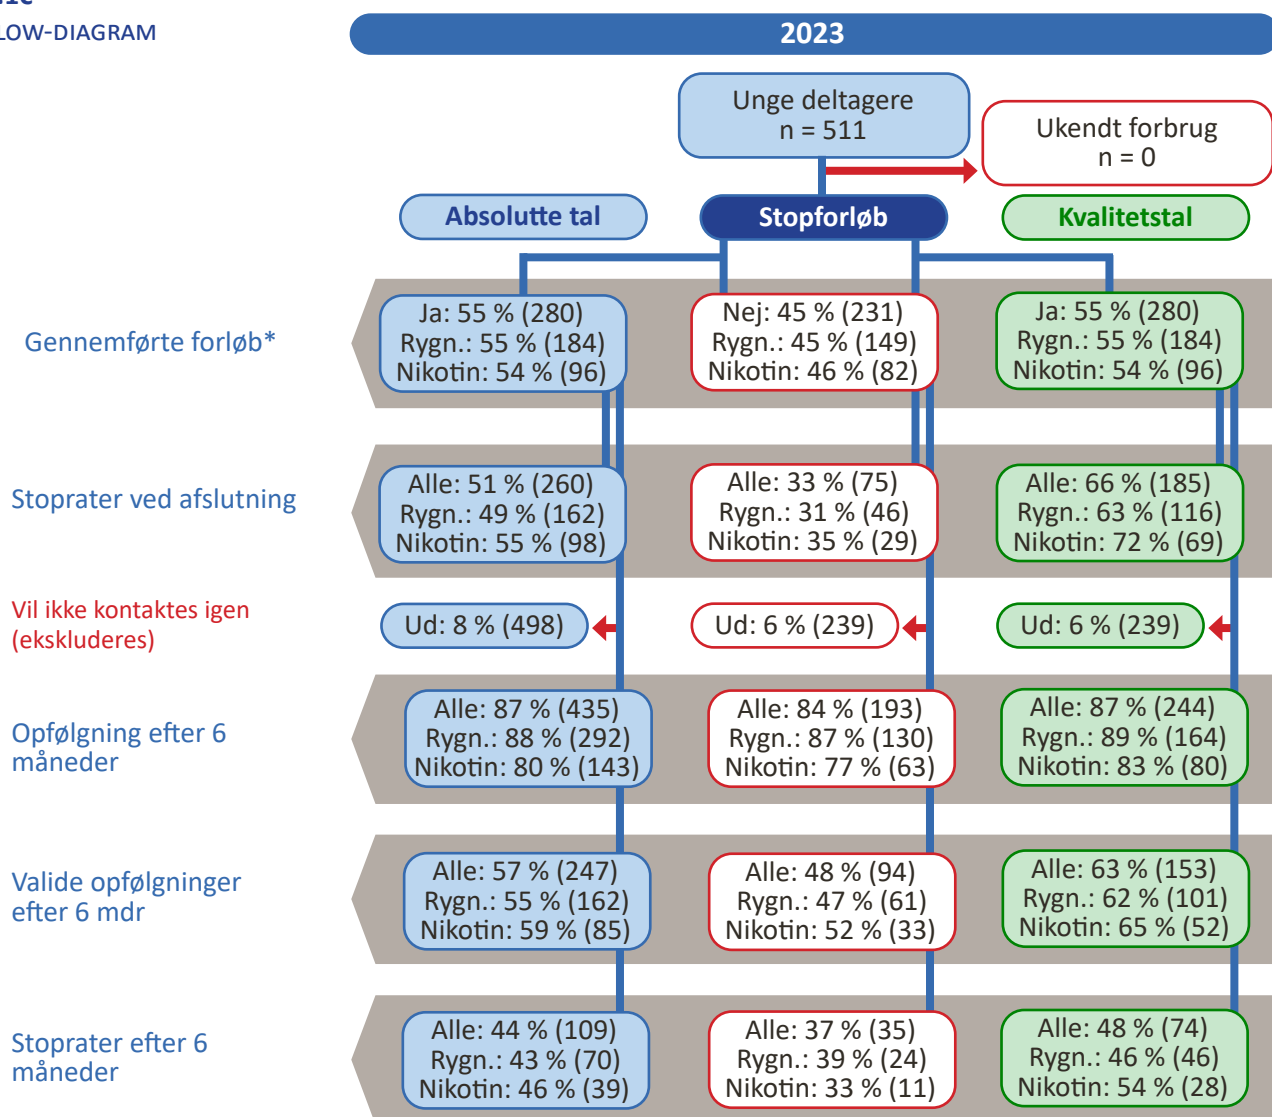 LOW-DIAGRAM
2023
Unge deltagere
n = 511
Ukendt forbrug
n = 0
Absolutte tal
Stopforløb
Kvalitetstal
Gennemførte forløb*
Ja: 55 % (280)
Rygn.: 55 % (184)
Nikotin: 54 % (96)
Nej: 45 % (231)
Rygn.: 45 % (149)
Nikotin: 46 % (82)
Ja: 55 % (280)
Rygn.: 55 % (184)
Nikotin: 54 % (96)
Stoprater ved afslutning
Alle: 51 % (260)
Rygn.: 49 % (162)
Nikotin: 55 % (98)
Alle: 33 % (75)
Rygn.: 31 % (46)
Nikotin: 35 % (29)
Alle: 66 % (185)
Rygn.: 63 % (116)
Nikotin: 72 % (69)
Vil ikke kontaktes igen
(ekskluderes)
Ud: 8 % (498)
Ud: 6 % (239)
Ud: 6 % (239)
Opfølgning efter 6
måneder
Alle: 87 % (435)
Rygn.: 88 % (292)
Nikotin: 80 % (143)
Alle: 84 % (193)
Rygn.: 87 % (130)
Nikotin: 77 % (63)
Alle: 87 % (244)
Rygn.: 89 % (164)
Nikotin: 83 % (80)
Valide opfølgninger
efter 6 mdr
Alle: 57 % (247)
Rygn.: 55 % (162)
Nikotin: 59 % (85)
Alle: 48 % (94)
Rygn.: 47 % (61)
Nikotin: 52 % (33)
Alle: 63 % (153)
Rygn.: 62 % (101)
Nikotin: 65 % (52)
Stoprater efter 6
måneder
Alle: 44 % (109)
Rygn.: 43 % (70)
Nikotin: 46 % (39)
Alle: 37 % (35)
Rygn.: 39 % (24)
Nikotin: 33 % (11)
Alle: 48 % (74)
Rygn.: 46 % (46)
Nikotin: 54 % (28)